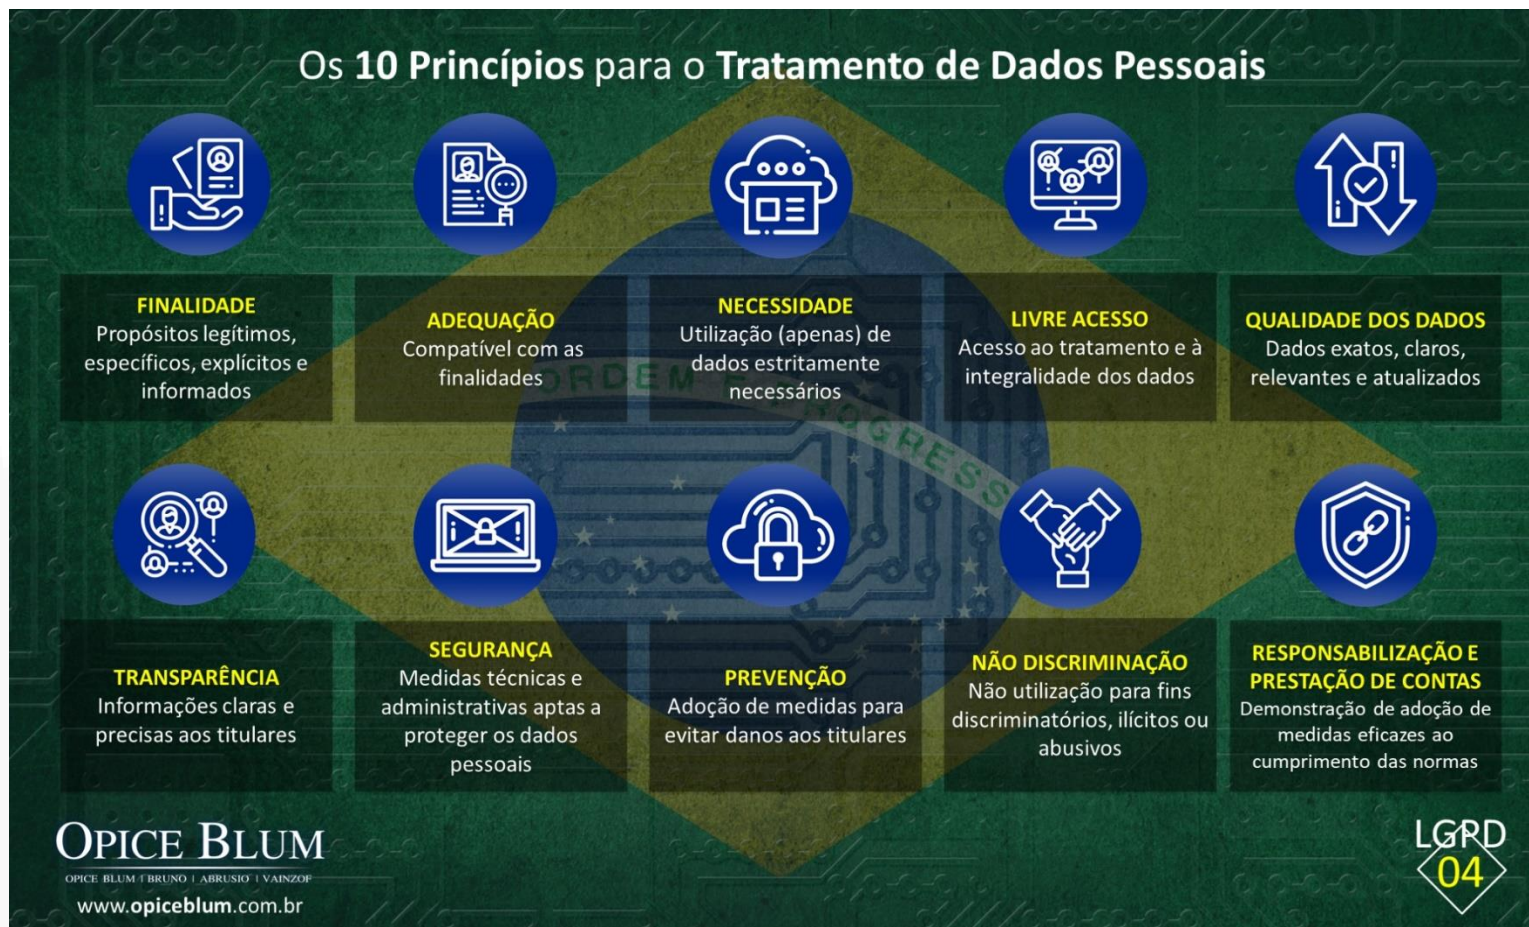 Os 10 Princípios para o Tratamento de Dados Pessoais
FINALIDADE
Propósitos legítimos,
específicos, explícitos e
informados
ADEQUAÇÃO
Compatível com as
finalidades
NECESSIDADE
Utilização (apenas) de
dados estritamente
necessários
LIVRE ACESSO
Acesso ao tratamento e à
integralidade dos dados
QUALIDADE DOS DADOS
Dados exatos, claros,
relevantes e atualizados
ORDEM E PROGRESSO
TRANSPARÊNCIA
Informações claras e
precisas aos titulares
SEGURANÇA
Medidas técnicas e
administrativas aptas a
proteger os dados
pessoais
PREVENÇÃO
Adoção de medidas para
evitar danos aos titulares
NÃO DISCRIMINAÇÃO
Não utilização para fins
discriminatórios, ilícitos ou
abusivos
RESPONSABILIZAÇÃO E
PRESTAÇÃO DE CONTAS
Demonstração de adoção de
medidas eficazes ao
cumprimento das normas
OPICE BLUM
OPICE BLUM | BRUNO | ABRUSIO | VAINZOF
www.opiceblum.com.br
LGPD
04